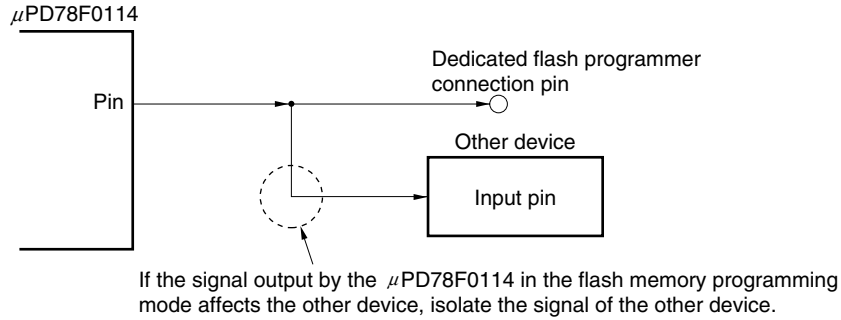 μPD78F0114
Dedicated flash programmer
connection pin
Pin
Other device
Input pin
If the signal output by the μPD78F0114 in the flash memory programming
mode affects the other device, isolate the signal of the other device.